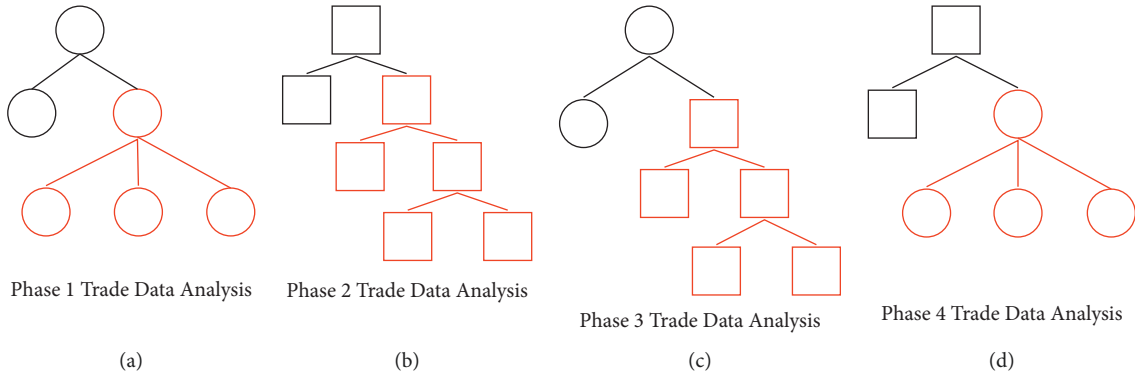 Phase 1 Trade Data Analysis
Phase 2 Trade Data Analysis
Phase 3 Trade Data Analysis
Phase 4 Trade Data Analysis
(a)
(b)
(c)
(d)